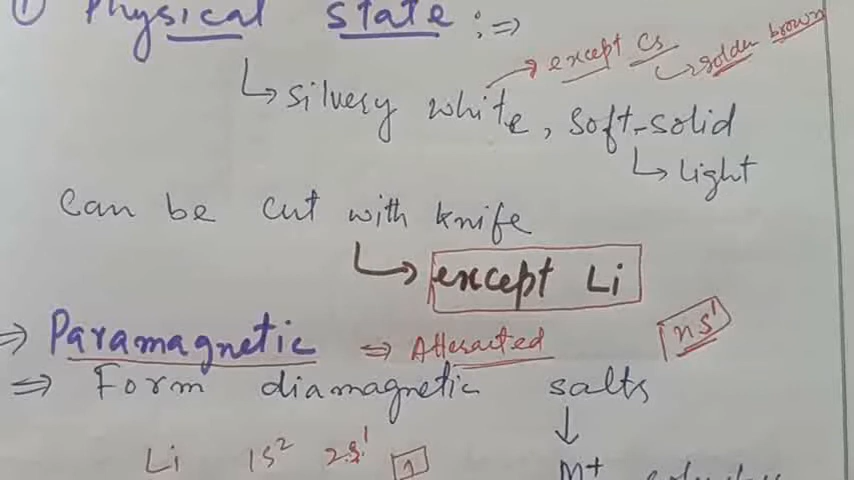 ① Physical state :⇒
→ except Cs
↳ golden brown
↳ silvery white, soft-solid
↳ light
can be cut with knife
↳ except Li
⇒ Paramagnetic ⇒ Attracted
ns¹
⇒ Form diamagnetic salts
↓
Li 1s² 2s¹ 1
M⁺